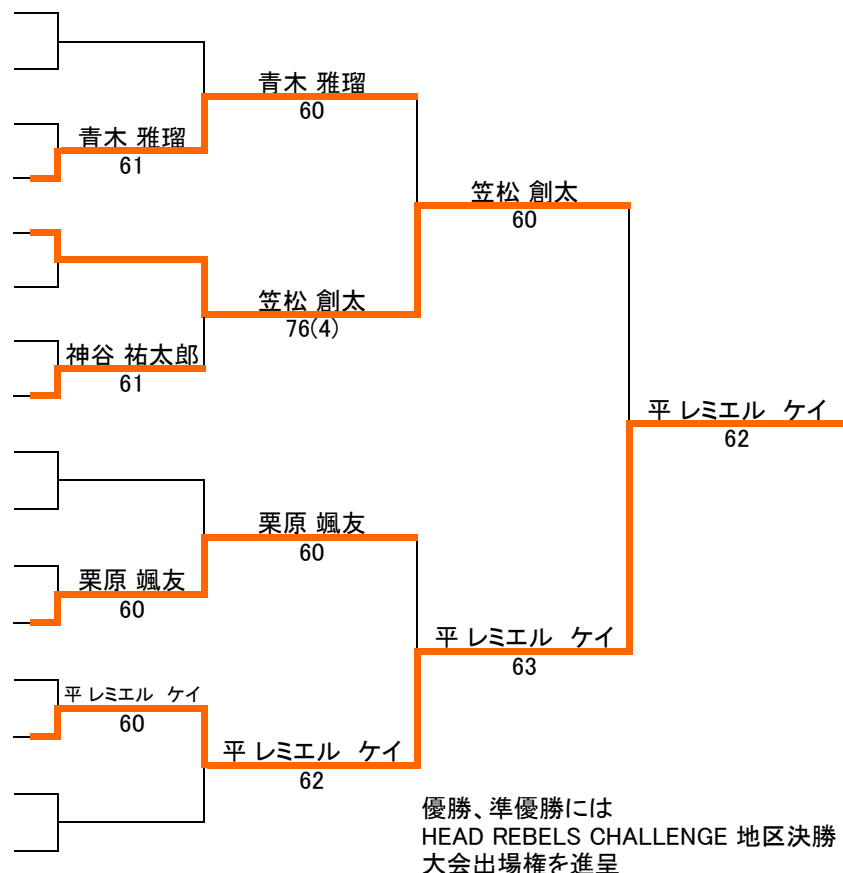 青木 雅瑠
60
青木 雅瑠
61
笠松 創太
60
笠松 創太
76(4)
神谷 祐太郎
61
平 レミエル　ケイ
62
栗原 颯友
60
栗原 颯友
60
平 レミエル　ケイ
63
平 レミエル　ケイ
60
平 レミエル　ケイ
62
優勝、準優勝には
HEAD REBELS CHALLENGE 地区決勝
大会出場権を進呈